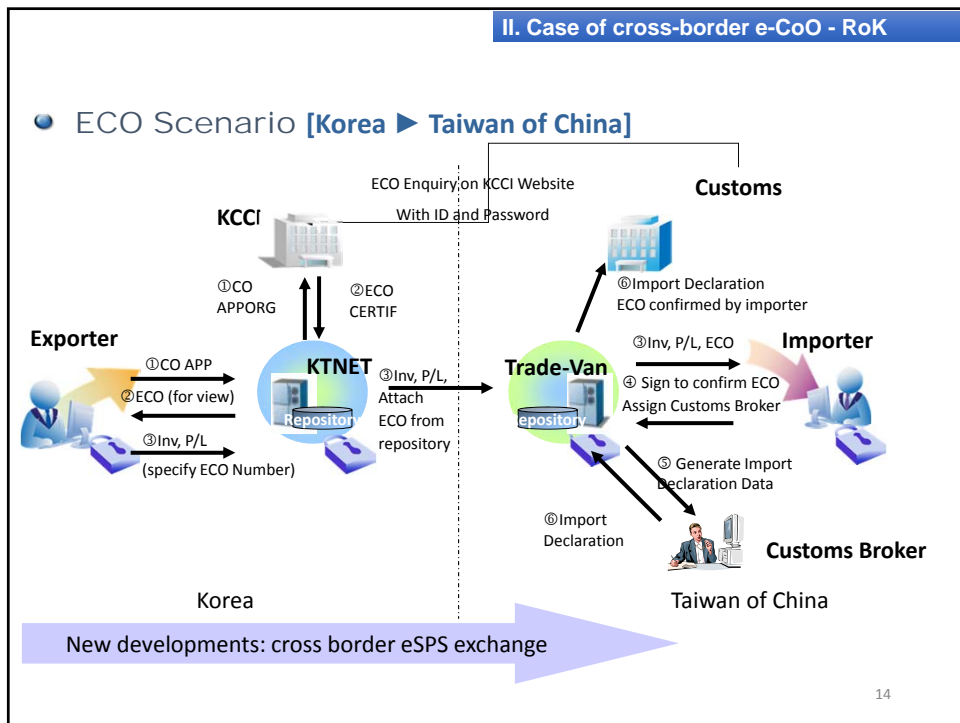 II. Case of cross-border e-CoO - RoK
ECO Scenario [Korea ► Taiwan of China]
ECO Enquiry on KCCI Website
With ID and Password
Customs
KCCI
①CO
APPORG
②ECO
CERTIF
⑥Import Declaration
ECO confirmed by importer
Exporter
①CO APP
②ECO (for view)
③Inv, P/L
(specify ECO Number)
KTNET
Repository
③Inv, P/L,
Attach
ECO from
repository
Trade-Van
Repository
③Inv, P/L, ECO
Importer
④ Sign to confirm ECO
Assign Customs Broker
⑤ Generate Import
Declaration Data
⑥Import
Declaration
Customs Broker
Korea
Taiwan of China
New developments: cross border eSPS exchange
14